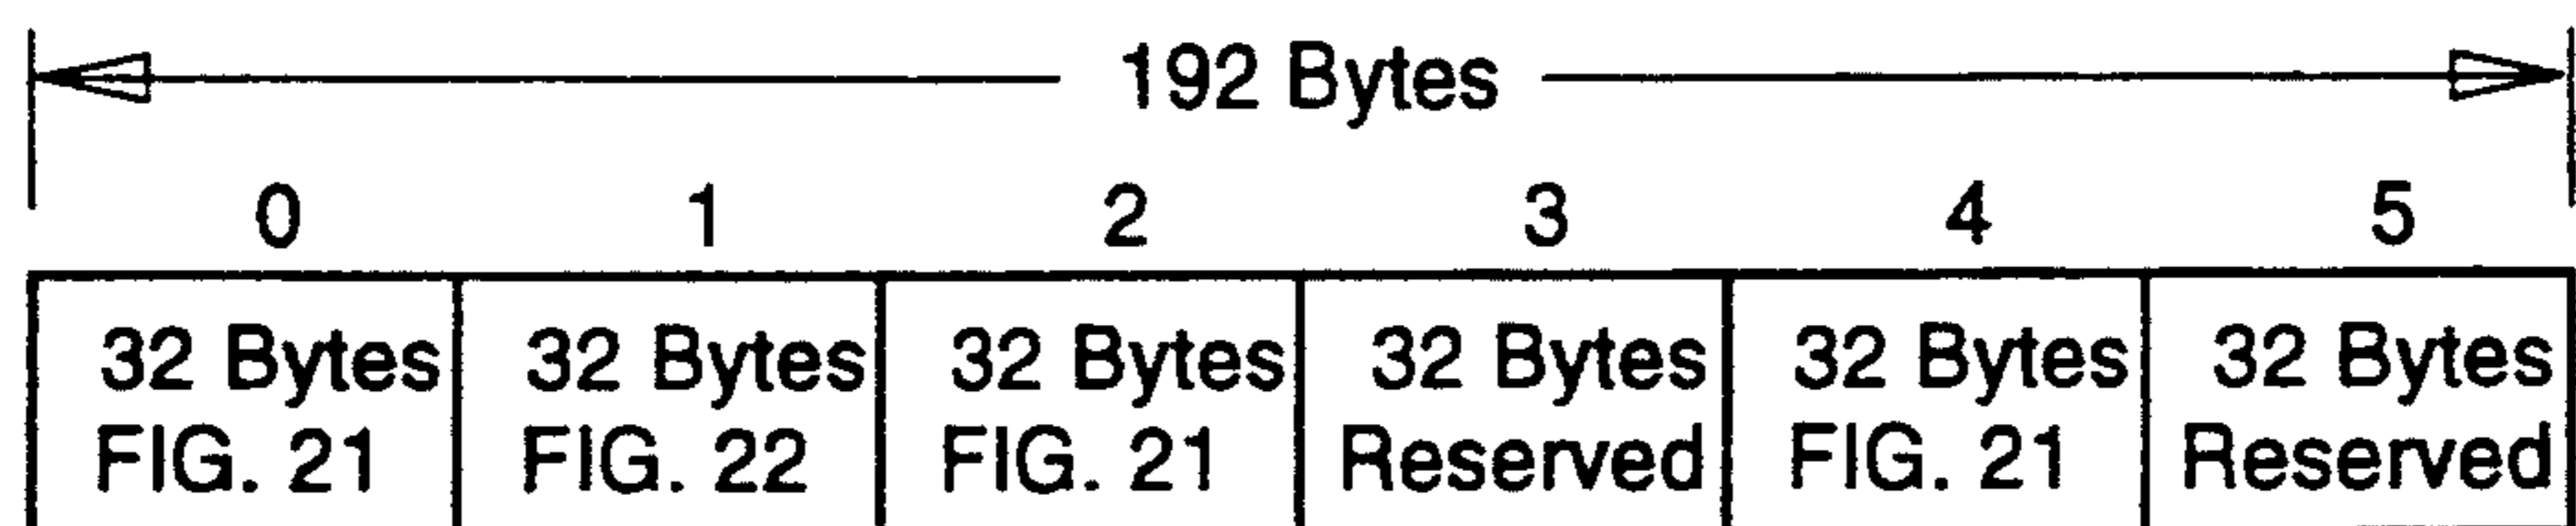 192 Bytes
0 1 2 3 4 5
32 Bytes 32 Bytes 32 Bytes 32 Bytes 32 Bytes 32 Bytes
FIG. 21 FIG. 22 FIG. 21 Reserved FIG. 21 Reserved